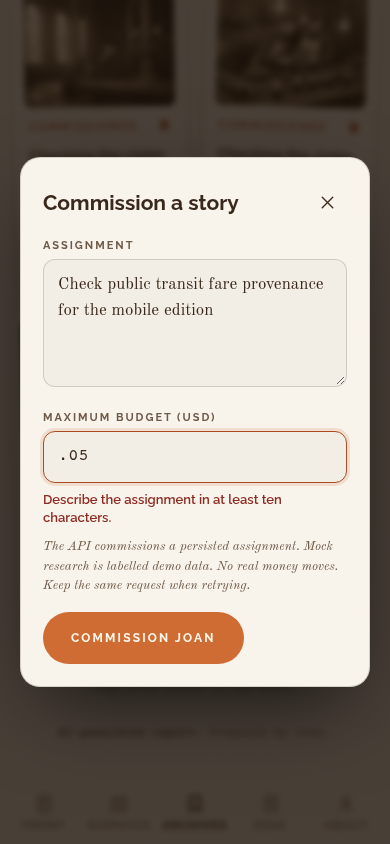 Commission a story
ASSIGNMENT
Check public transit fare provenance
for the mobile edition
MAXIMUM BUDGET (USD)
.05
Describe the assignment in at least ten
characters.
The API commissions a persisted assignment. Mock
research is labelled demo data. No real money moves.
Keep the same request when retrying.
COMMISSION JOAN